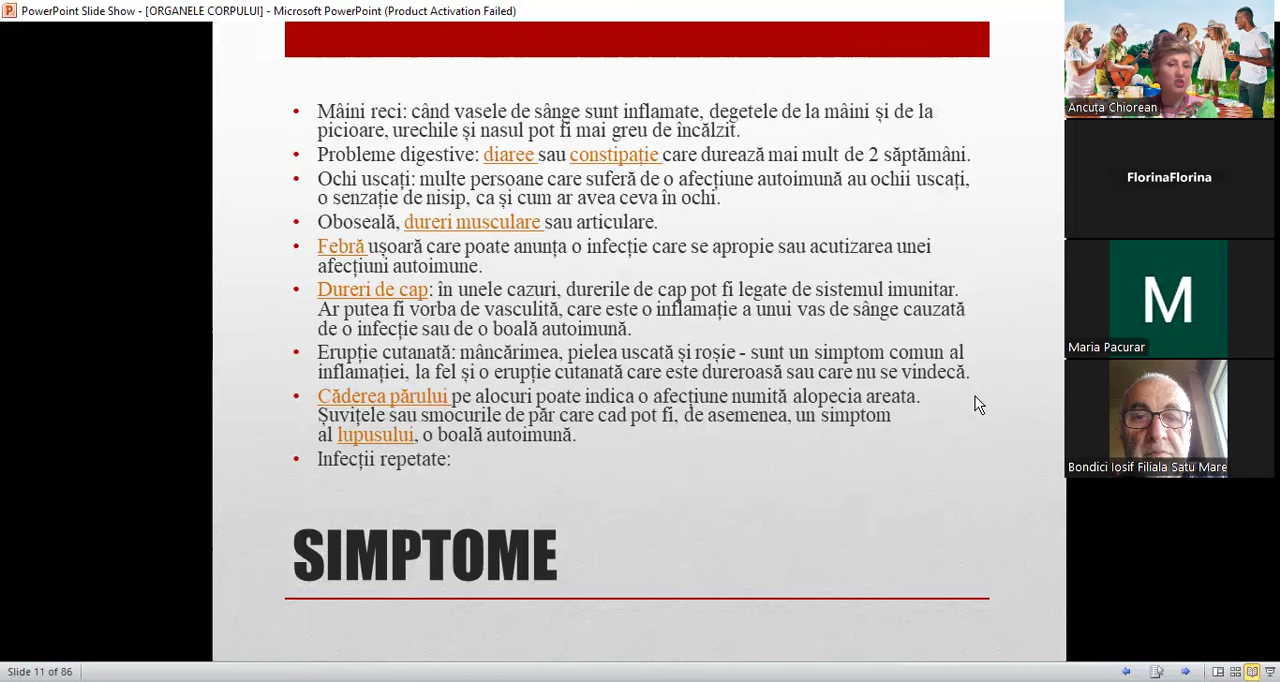 PowerPoint Slide Show - [ORGANELE CORPULUI] - Microsoft PowerPoint (Product Activation Failed)
• Mâini reci: când vasele de sânge sunt inflamate, degetele de la mâini și de la
picioare, urechile și nasul pot fi mai greu de încălzit.
• Probleme digestive: diaree sau constipație care durează mai mult de 2 săptămâni.
• Ochi uscați: multe persoane care suferă de o afecțiune autoimună au ochii uscați,
o senzație de nisip, ca și cum ar avea ceva în ochi.
• Oboseală, dureri musculare sau articulare.
• Febră ușoară care poate anunța o infecție care se apropie sau acutizarea unei
afecțiuni autoimune.
• Dureri de cap: în unele cazuri, durerile de cap pot fi legate de sistemul imunitar.
Ar putea fi vorba de vasculită, care este o inflamație a unui vas de sânge cauzată
de o infecție sau de o boală autoimună.
• Erupție cutanată: mâncărimea, pielea uscată și roșie - sunt un simptom comun al
inflamației, la fel și o erupție cutanată care este dureroasă sau care nu se vindecă.
• Căderea părului pe alocuri poate indica o afecțiune numită alopecia areata.
Șuvițele sau smocurile de păr care cad pot fi, de asemenea, un simptom
al lupusului, o boală autoimună.
• Infecții repetate:
SIMPTOME
Slide 11 of 86
Ancuța Chiorean
FlorinaFlorina
M
Maria Pacurar
Bondici Iosif Filiala Satu Mare